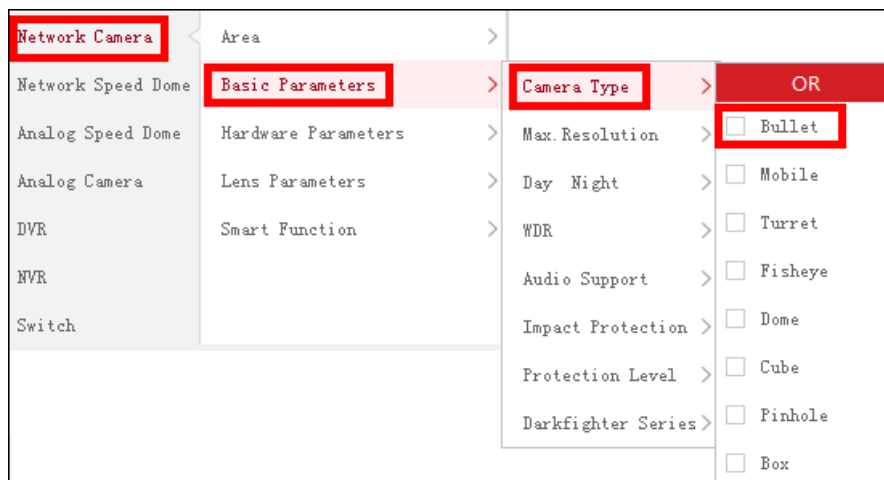 Network Camera
Network Speed Dome
Analog Speed Dome
Analog Camera
DVR
NVR
Switch
Area
Basic Parameters
Hardware Parameters
Lens Parameters
Smart Function
Camera Type
Max.Resolution
Day Night
WDR
Audio Support
Impact Protection
Protection Level
Darkfighter Series
OR
Bullet
Mobile
Turret
Fisheye
Dome
Cube
Pinhole
Box